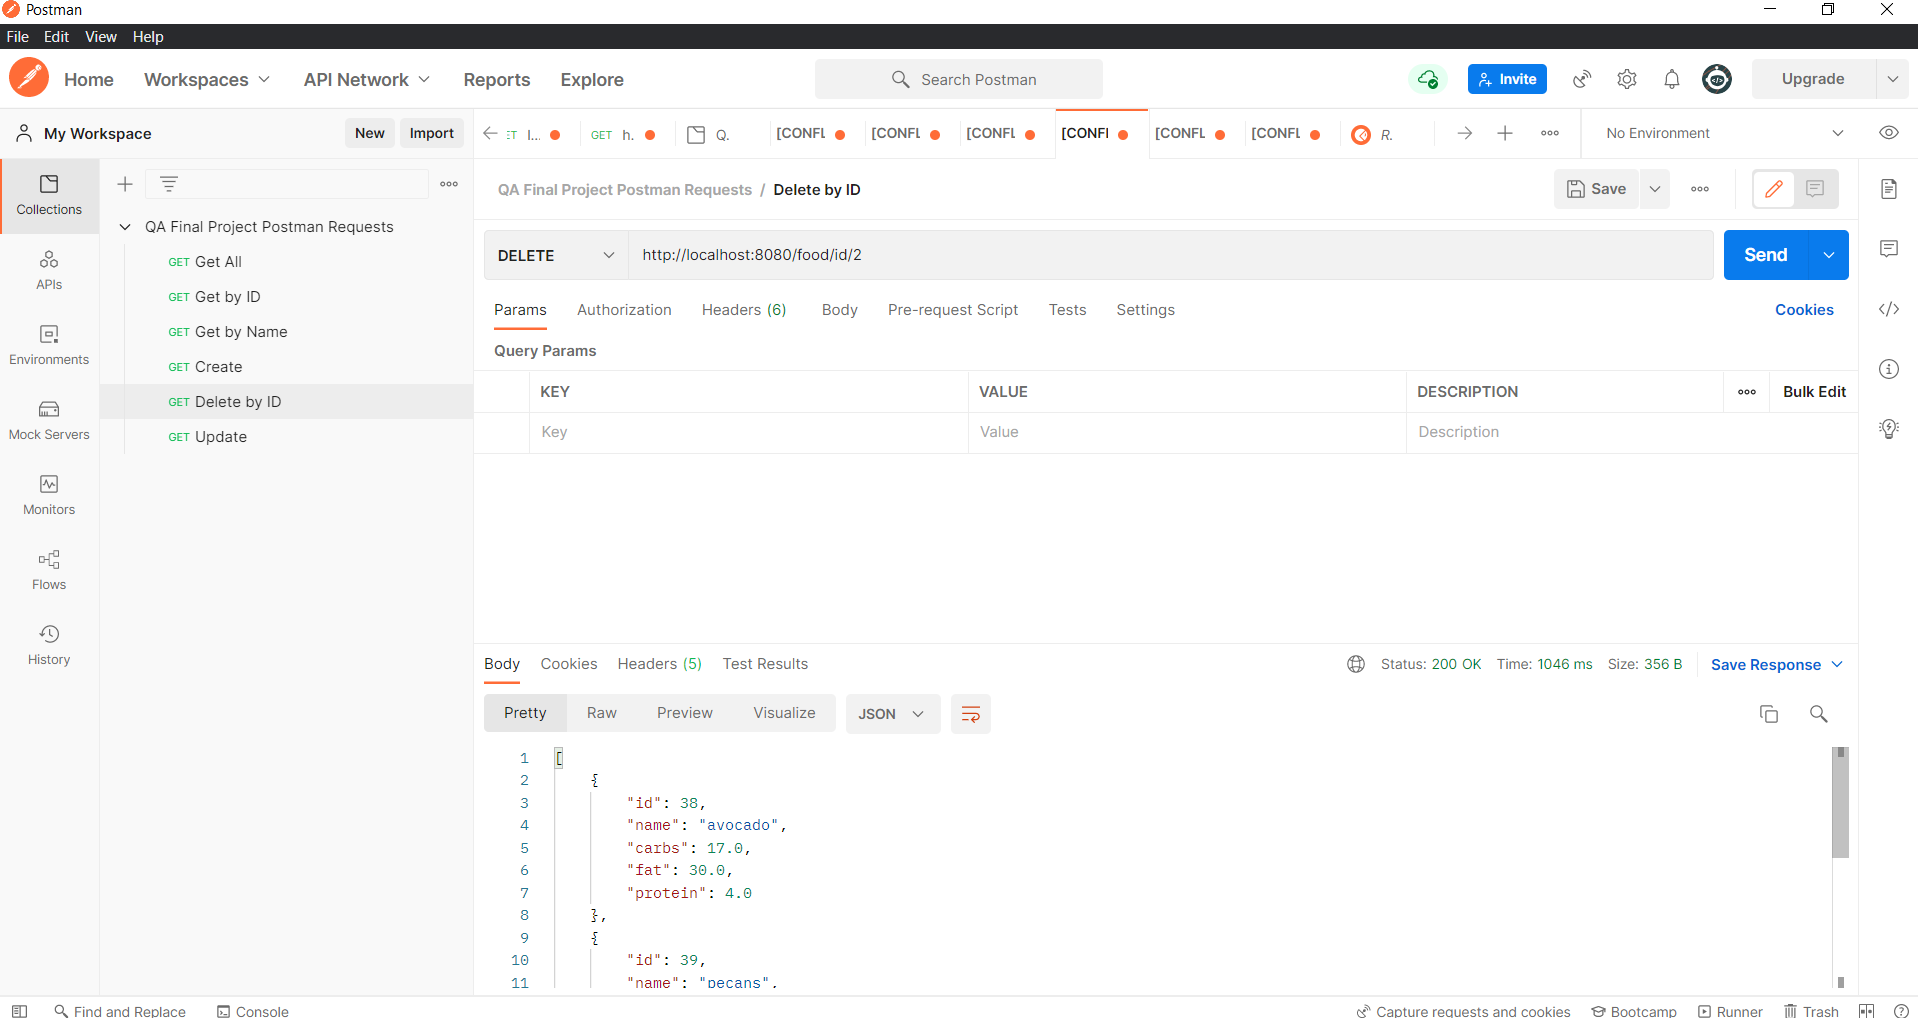 Postman
File Edit View Help
Home Workspaces API Network Reports Explore Search Postman Invite Upgrade
My Workspace New Import
ET I... GET h. Q. [CONFL [CONFL [CONFL [CONFI [CONFL [CONFL R. No Environment
Collections
APIs
Environments
Mock Servers
Monitors
Flows
History
QA Final Project Postman Requests
GET Get All
GET Get by ID
GET Get by Name
GET Create
GET Delete by ID
GET Update
QA Final Project Postman Requests / Delete by ID Save
DELETE http://localhost:8080/food/id/2 Send
Params Authorization Headers (6) Body Pre-request Script Tests Settings Cookies
Query Params
KEY VALUE DESCRIPTION Bulk Edit
Key Value Description
Body Cookies Headers (5) Test Results Status: 200 OK Time: 1046 ms Size: 356 B Save Response
Pretty Raw Preview Visualize JSON
1 [
2 {
3 "id": 38,
4 "name": "avocado",
5 "carbs": 17.0,
6 "fat": 30.0,
7 "protein": 4.0
8 },
9 {
10 "id": 39,
11 "name": "pecans",
Find and Replace Console Capture requests and cookies Bootcamp Runner Trash